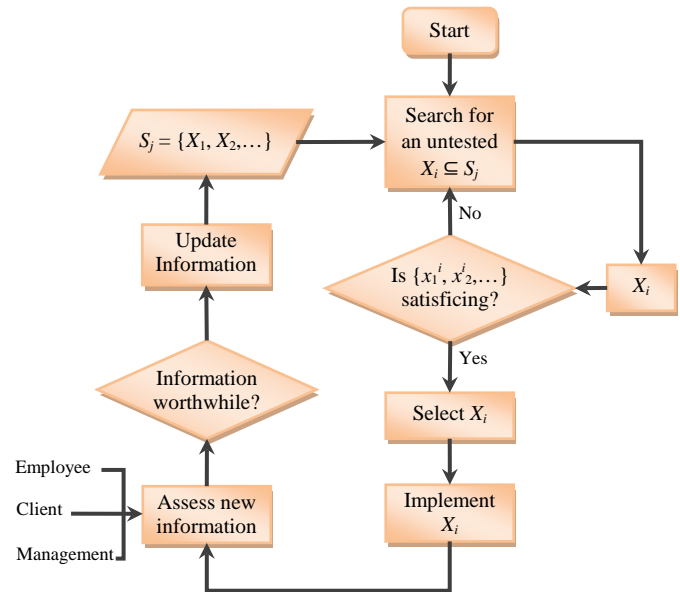 Start
Search for
an untested
Xᵢ ⊆ Sⱼ
Sⱼ = {X₁, X₂,…}
No
Update
Information
Is {x₁ⁱ, xⁱ₂,…}
satisficing?
Xᵢ
Yes
Information
worthwhile?
Select Xᵢ
Employee
Client
Management
Assess new
information
Implement
Xᵢ